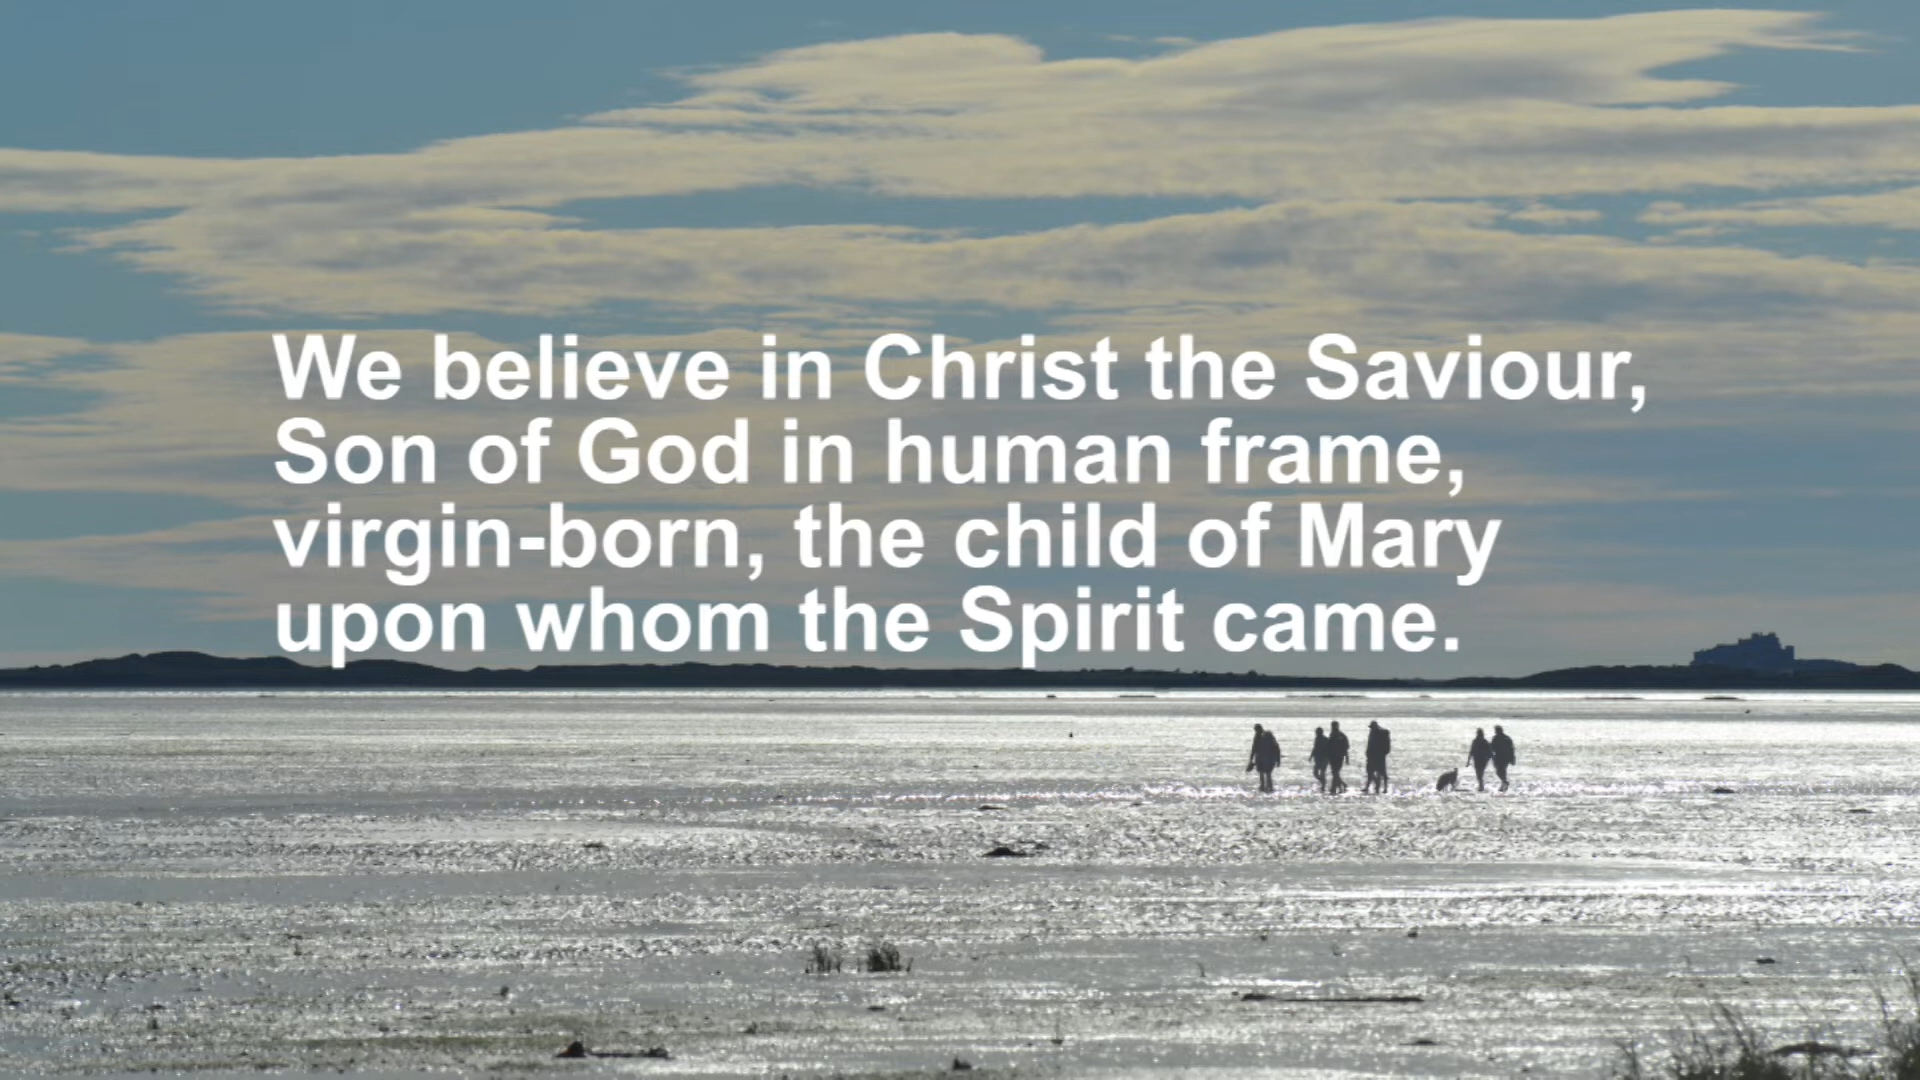 We believe in Christ the Saviour,
Son of God in human frame,
virgin-born, the child of Mary
upon whom the Spirit came.